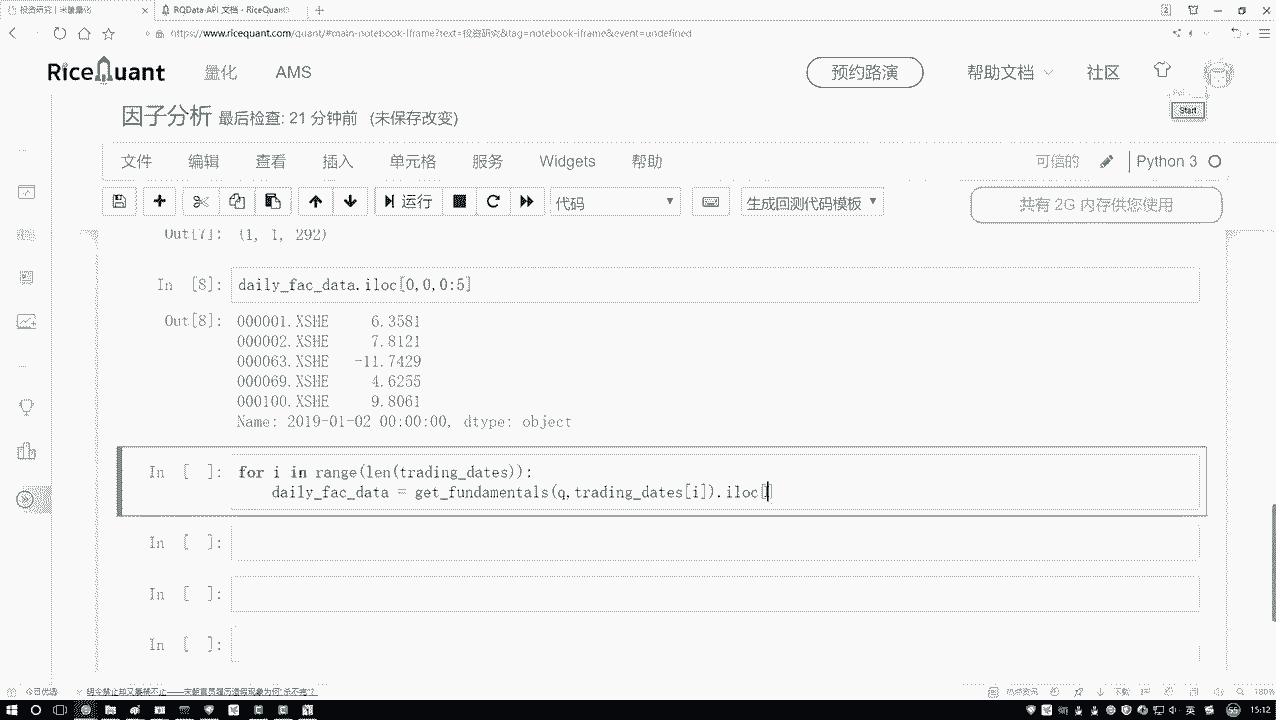 投资研究 | 米筐量化
RQData API 文档 - RiceQuant
https://www.ricequant.com/quant/#main-notebook-iframe?text=投资研究&tag=notebook-iframe&event=undefined
RiceQuant 量化 AMS 预约路演 帮助文档 社区
Start
因子分析 最后检查: 21 分钟前 (未保存改变)
文件 编辑 查看 插入 单元格 服务 Widgets 帮助 可信的 Python 3
运行 代码 生成回测代码模板 共有 2G 内存供您使用
Out[7]: (1, 1, 292)
In [8]: daily_fac_data.iloc[0,0,0:5]
Out[8]: 000001.XSHE 6.3581
000002.XSHE 7.8121
000063.XSHE -11.7429
000069.XSHE 4.6255
000100.XSHE 9.8061
Name: 2019-01-02 00:00:00, dtype: object
In [ ]: for i in range(len(trading_dates)):
daily_fac_data = get_fundamentals(q,trading_dates[i]).iloc[]
In [ ]:
In [ ]:
In [ ]:
今日优选
180%
15:12